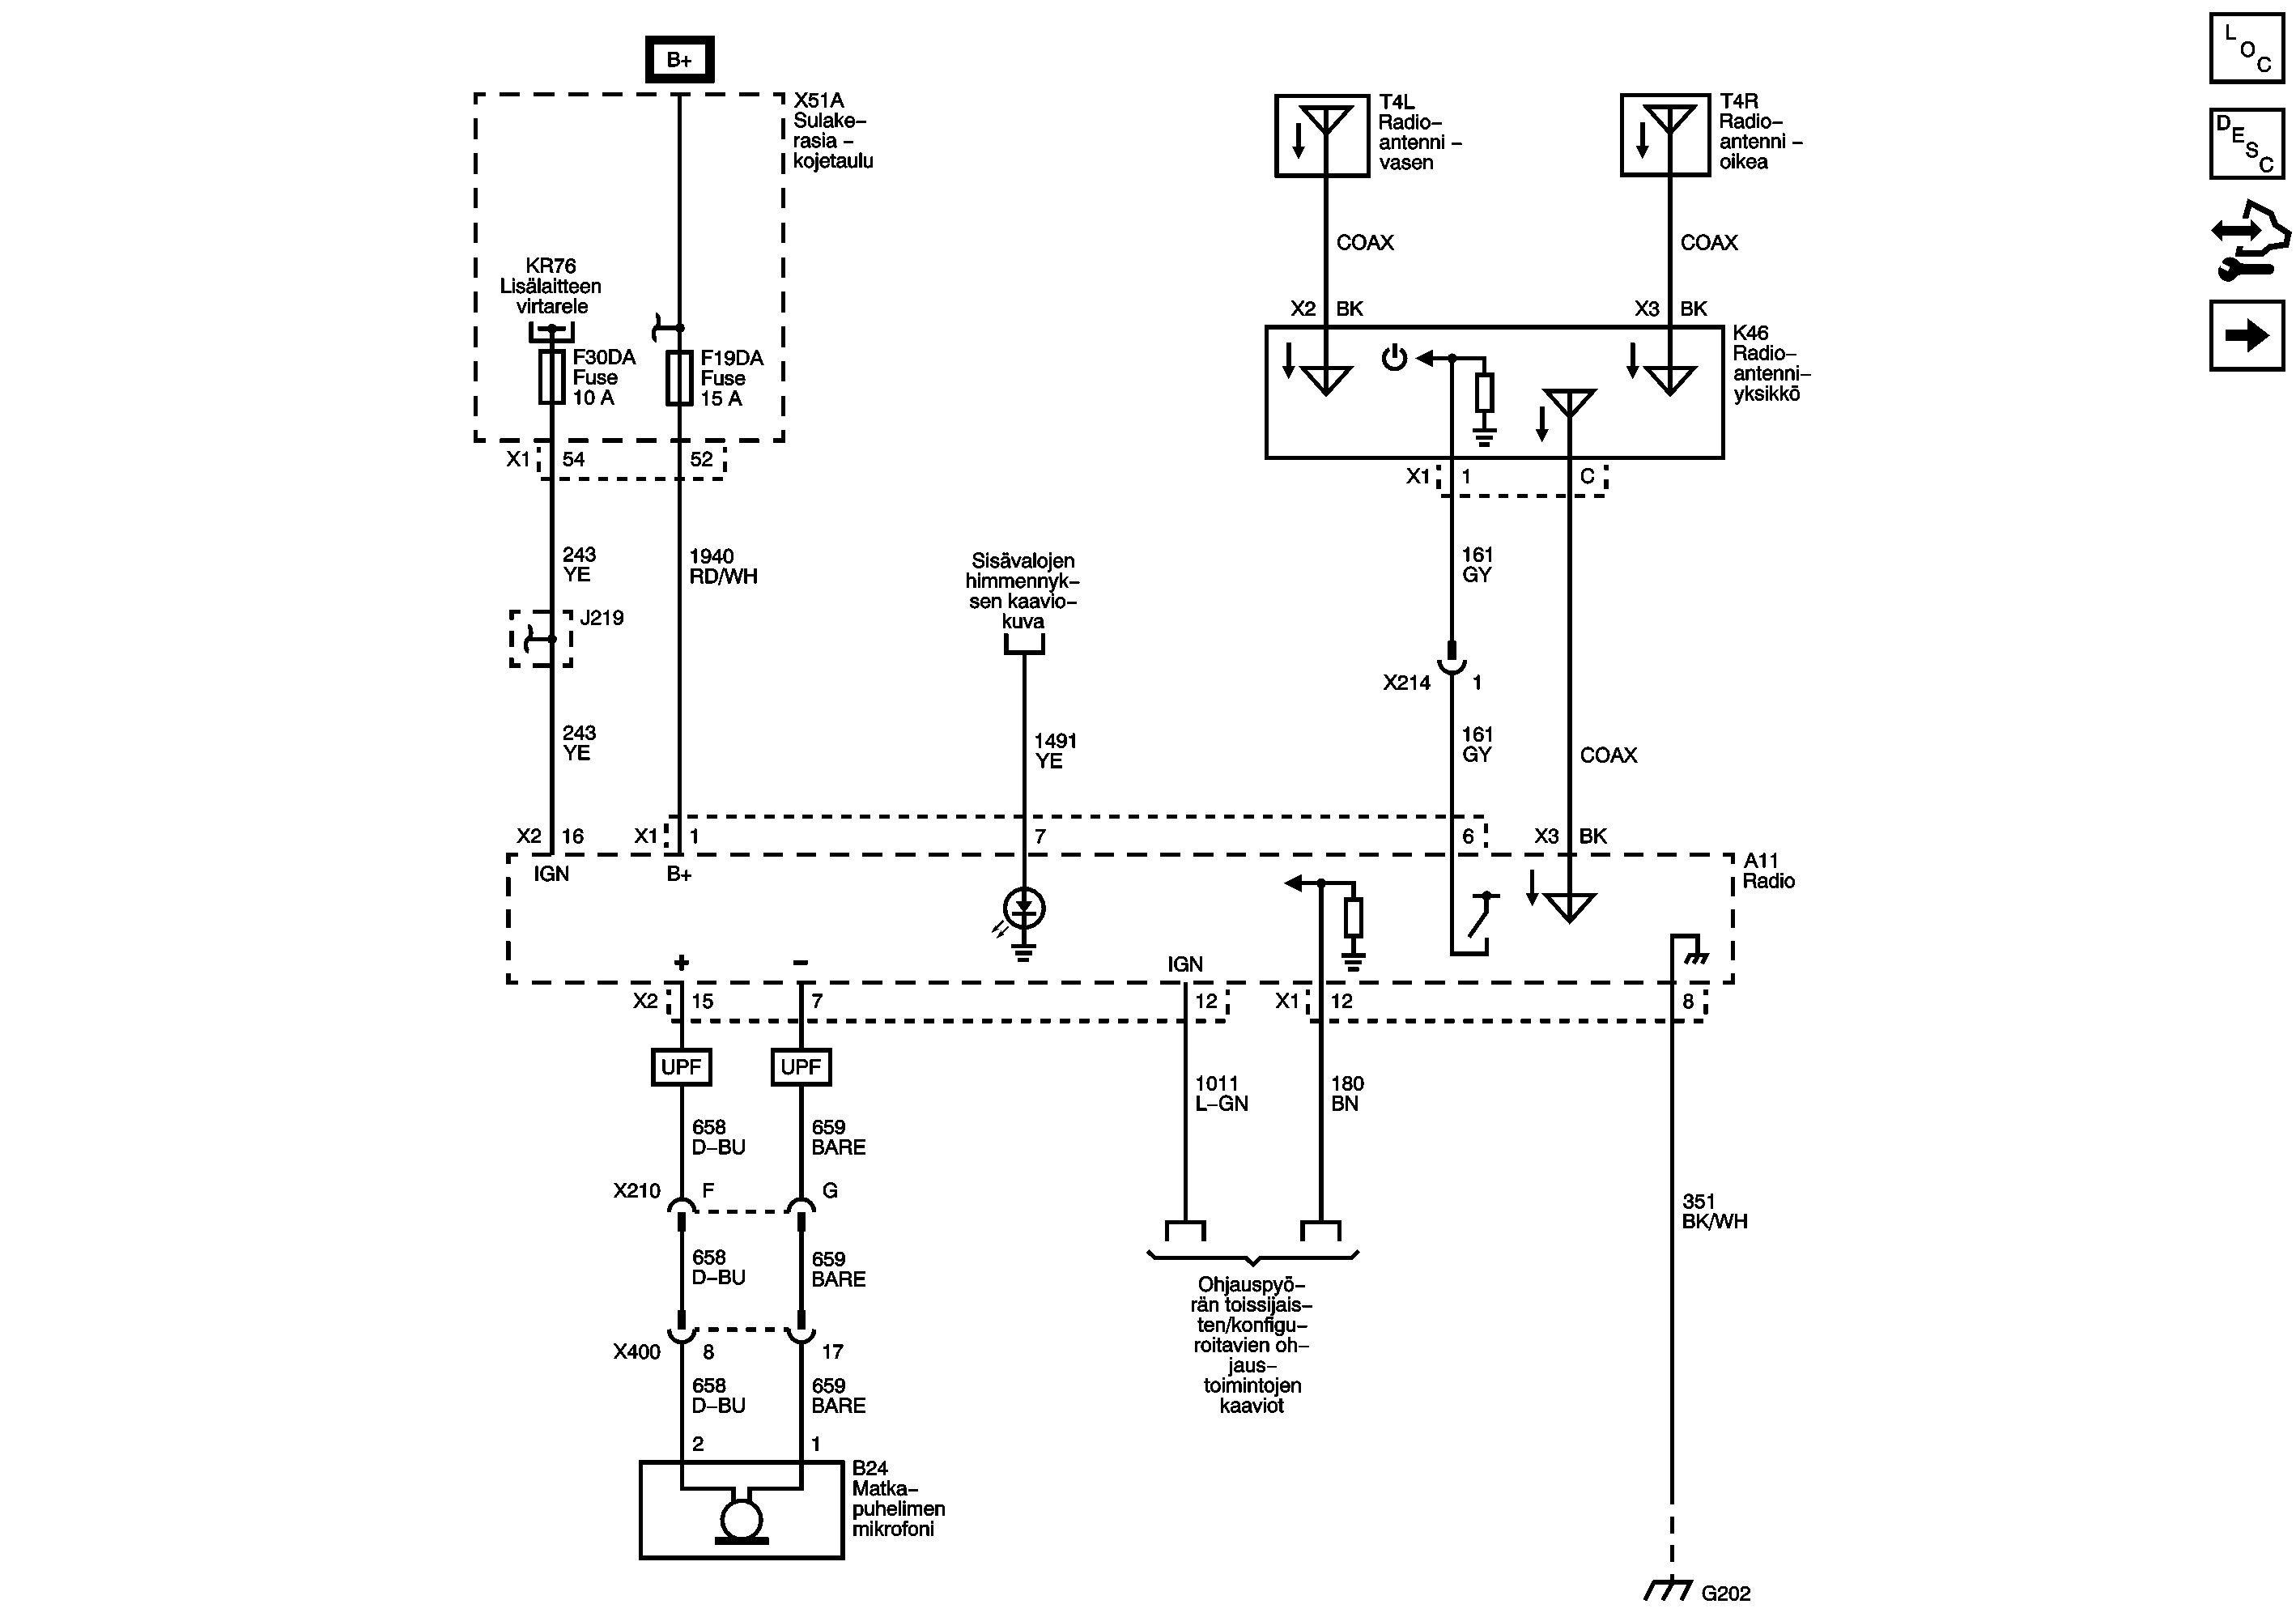 B+
X51A
Sulake–
rasia –
kojetaulu
KR76
Lisälaitteen
virtarele
F30DA
Fuse
10 A
F19DA
Fuse
15 A
X1
54
52
243
YE
1940
RD/WH
J219
243
YE
Sisävalojen
himmennyk–
sen kaavio–
kuva
1491
YE
T4L
Radio–
antenni –
vasen
T4R
Radio–
antenni –
oikea
COAX
COAX
X2
BK
X3
BK
K46
Radio–
antenni–
yksikkö
X1
1
C
161
GY
X214
1
161
GY
COAX
X2
16
X1
1
7
6
X3
BK
IGN
B+
A11
Radio
+
–
IGN
X2
15
7
12
X1
12
8
UPF
UPF
658
D–BU
659
BARE
1011
L–GN
180
BN
351
BK/WH
X210
F
G
658
D–BU
659
BARE
X400
8
17
658
D–BU
659
BARE
2
1
B24
Matka–
puhelimen
mikrofoni
Ohjauspyö–
rän toissijais–
ten/konfigu–
roitavien oh–
jaus–
toimintojen
kaaviot
G202
LOC
DESC